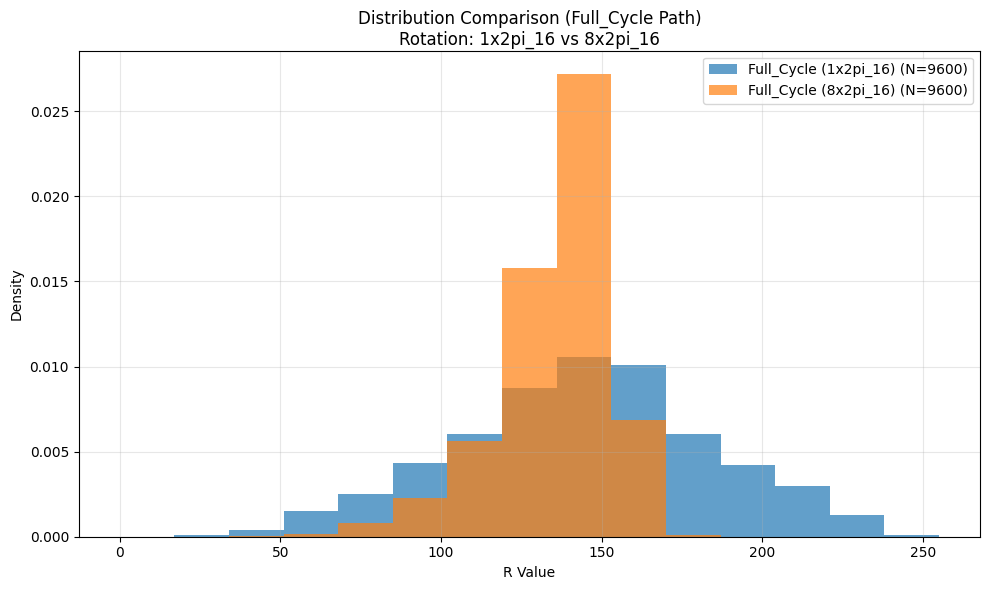 Distribution Comparison (Full_Cycle Path)
Rotation: 1x2pi_16 vs 8x2pi_16
Full_Cycle (1x2pi_16) (N=9600)
Full_Cycle (8x2pi_16) (N=9600)
Density
0.025
0.020
0.015
0.010
0.005
0.000
0 50 100 150 200 250
R Value